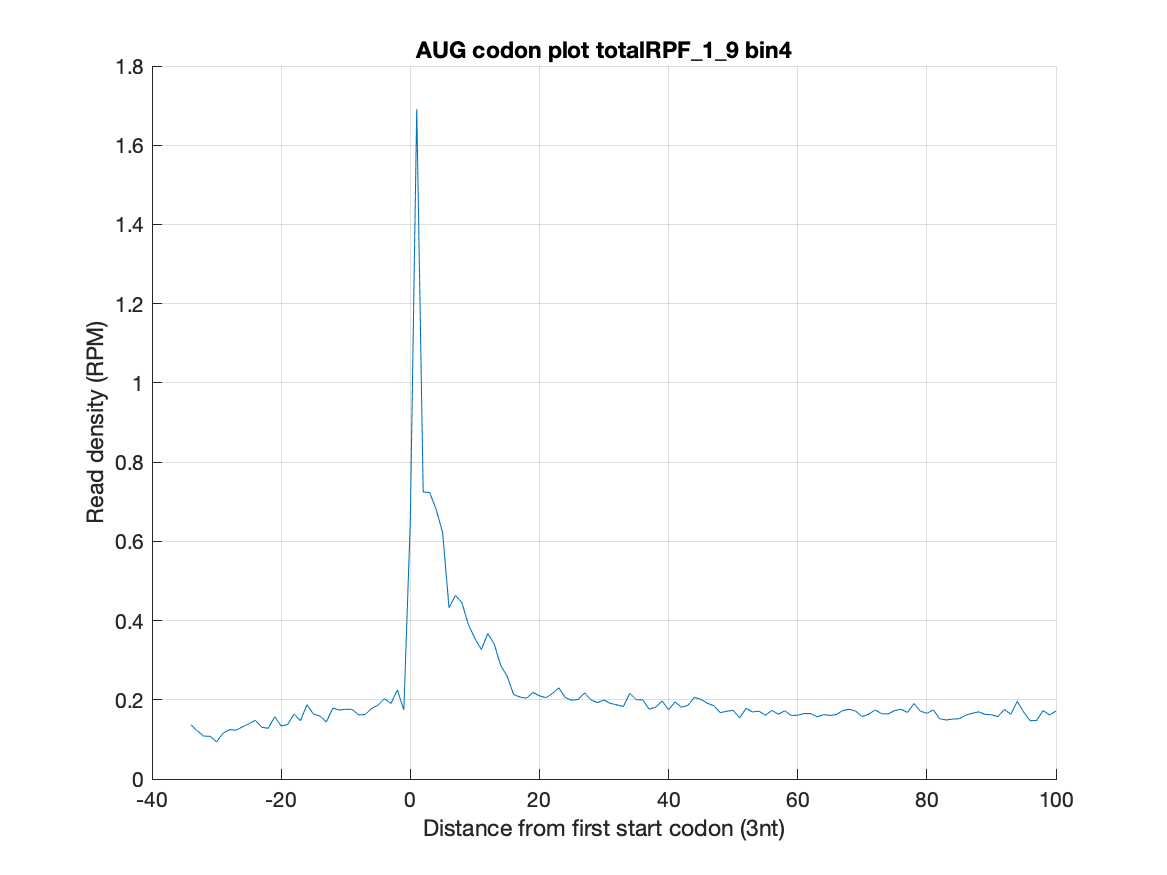 AUG codon plot totalRPF_1_9 bin4
1.8
1.6
1.4
1.2
1
0.8
0.6
0.4
0.2
0
Read density (RPM)
-40 -20 0 20 40 60 80 100
Distance from first start codon (3nt)